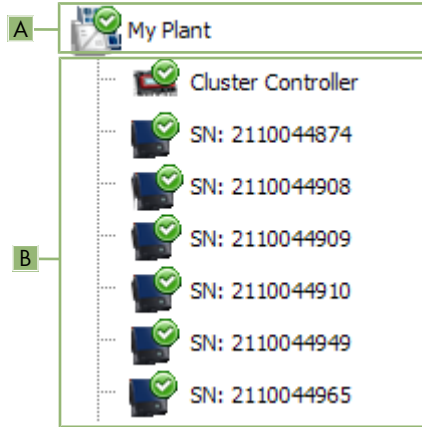 A
My Plant
Cluster Controller
SN: 2110044874
SN: 2110044908
SN: 2110044909
B
SN: 2110044910
SN: 2110044949
SN: 2110044965